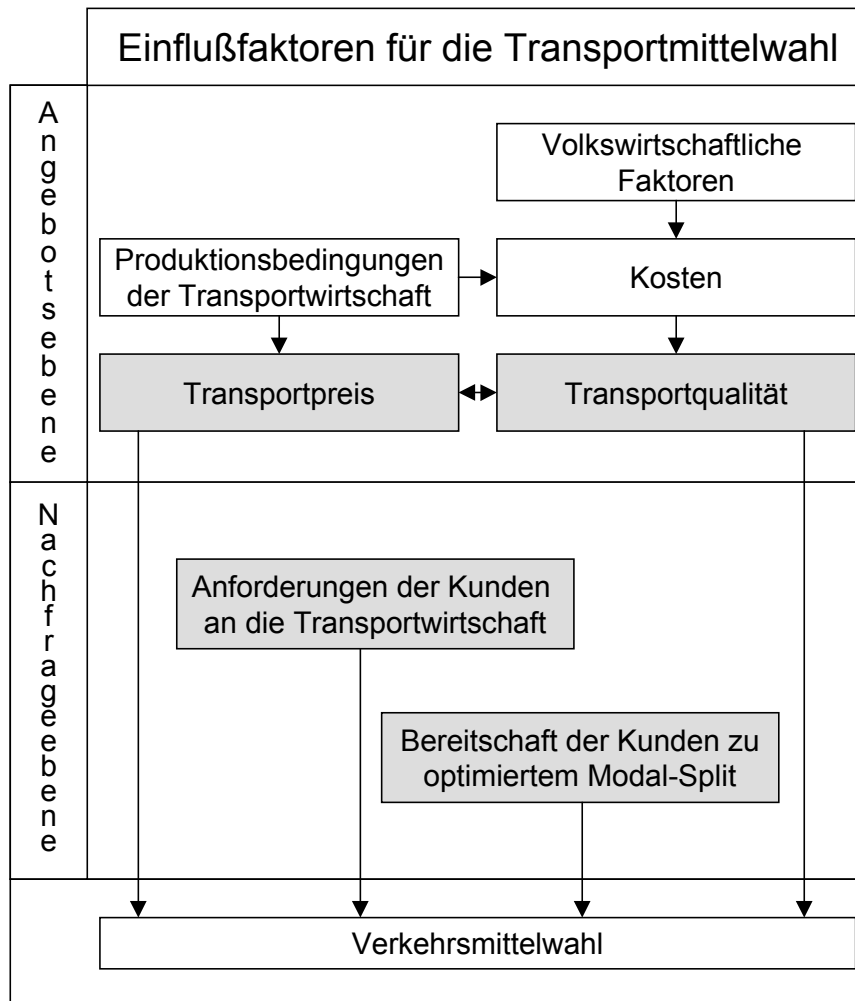 Einflußfaktoren für die Transportmittelwahl
Angebotsebene
Volkswirtschaftliche
Faktoren
Produktionsbedingungen
der Transportwirtschaft
Kosten
Transportpreis
Transportqualität
Nachfrageebene
Anforderungen der Kunden
an die Transportwirtschaft
Bereitschaft der Kunden zu
optimiertem Modal-Split
Verkehrsmittelwahl